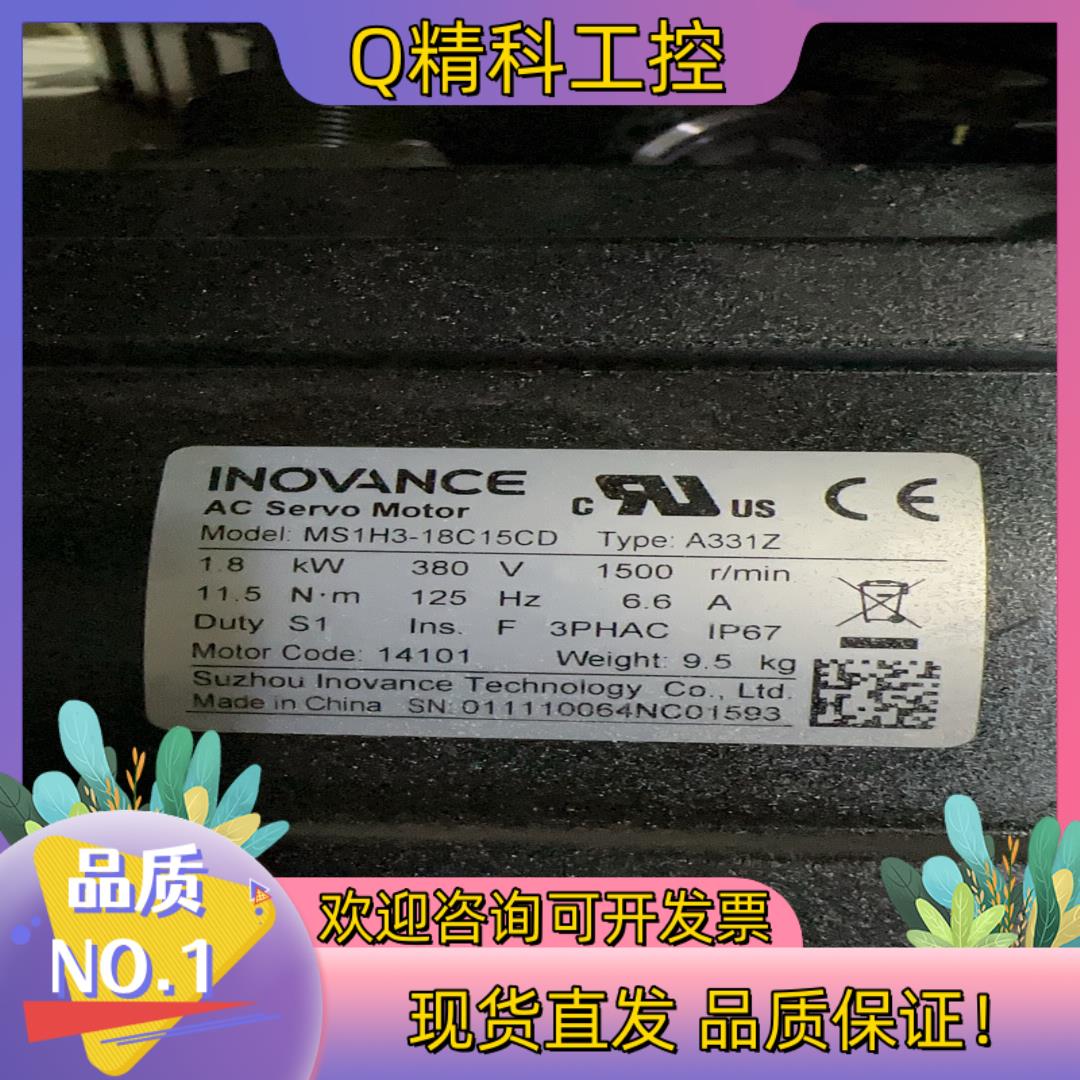 Q精科工控
INOVANCE
AC Servo Motor
c RU US CE
Model: MS1H3-18C15CD Type: A331Z
1.8 kW 380 V 1500 r/min
11.5 N·m 125 Hz 6.6 A
Duty S1 Ins. F 3PHAC IP67
Motor Code: 14101 Weight: 9.5 kg
Suzhou Inovance Technology Co., Ltd.
Made in China SN: 011110064NC01593
品质
NO.1
欢迎咨询可开发票
现货直发 品质保证!